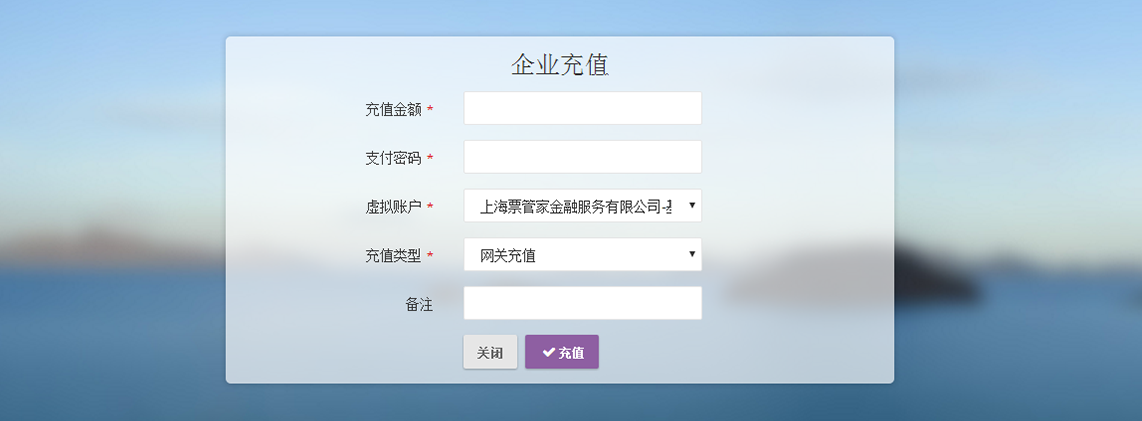 企业充值
充值金额 *
支付密码 *
虚拟账户 * 上海票管家金融服务有限公司-
充值类型 * 网关充值
备注
关闭 充值